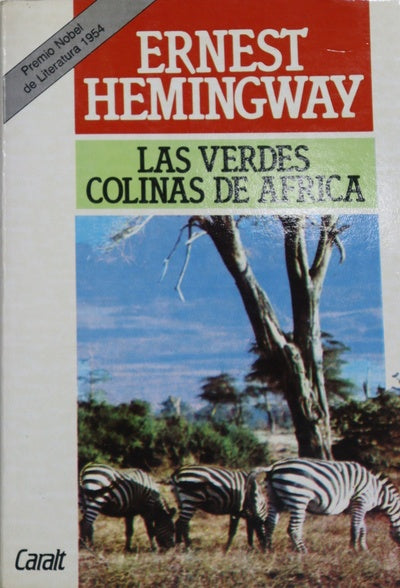 Premio Nobel
de Literatura 1954
ERNEST
HEMINGWAY
LAS VERDES
COLINAS DE AFRICA
Caralt